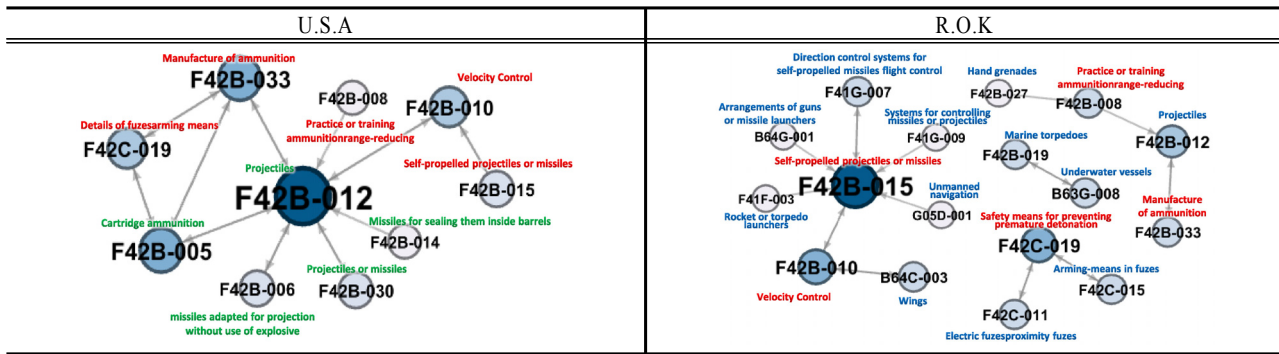 U.S.A
Manufacture of ammunition
F42B-033
F42B-008
Practice or training
ammunitionrange-reducing
Velocity Control
F42B-010
Details of fuzesarming means
F42C-019
Projectiles
F42B-012
Self-propelled projectiles or missiles
F42B-015
Cartridge ammunition
F42B-005
Missiles for sealing them inside barrels
F42B-014
F42B-006
missiles adapted for projection
without use of explosive
Projectiles or missiles
F42B-030
R.O.K
Direction control systems for
self-propelled missiles flight control
F41G-007
Arrangements of guns
or missile launchers
B64G-001
Systems for controlling
missiles or projectiles
F41G-009
Self-propelled projectiles or missiles
F42B-015
F41F-003
Rocket or torpedo
launchers
Unmanned
navigation
G05D-001
F42B-010
Velocity Control
B64C-003
Wings
Hand grenades
F42B-027
Practice or training
ammunitionrange-reducing
F42B-008
Projectiles
F42B-012
Marine torpedoes
F42B-019
Underwater vessels
B63G-008
Manufacture
of ammunition
F42B-033
Safety means for preventing
premature detonation
F42C-019
Arming-means in fuzes
F42C-015
F42C-011
Electric fuzesproximity fuzes